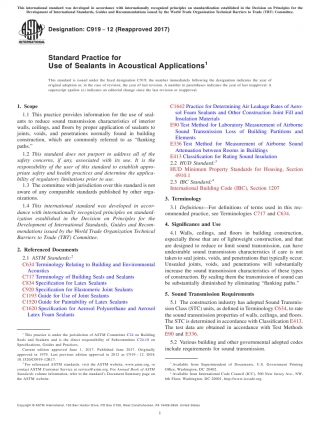 This international standard was developed in accordance with internationally recognized principles on standardization established in the Decision on Principles for the
Development of International Standards, Guides and Recommendations issued by the World Trade Organization Technical Barriers to Trade (TBT) Committee.
Designation: C919 − 12 (Reapproved 2017)
INTERNATIONAL
Standard Practice for
Use of Sealants in Acoustical Applications1
This standard is issued under the fixed designation C919; the number immediately following the designation indicates the year of
original adoption or, in the case of revision, the year of last revision. A number in parentheses indicates the year of last reapproval. A
superscript epsilon (ε) indicates an editorial change since the last revision or reapproval.
1. Scope
1.1 This practice provides information for the use of seal-
ants to reduce sound transmission characteristics of interior
walls, ceilings, and floors by proper application of sealants to
joints, voids, and penetrations normally found in building
construction, which are commonly referred to as “flanking
paths.”
1.2 This standard does not purport to address all of the
safety concerns, if any, associated with its use. It is the
responsibility of the user of this standard to establish appro-
priate safety and health practices and determine the applica-
bility of regulatory limitations prior to use.
1.3 The committee with jurisdiction over this standard is not
aware of any comparable standards published by other orga-
nizations.
1.4 This international standard was developed in accor-
dance with internationally recognized principles on standard-
ization established in the Decision on Principles for the
Development of International Standards, Guides and Recom-
mendations issued by the World Trade Organization Technical
Barriers to Trade (TBT) Committee.
2. Referenced Documents
2.1 ASTM Standards:2
C634 Terminology Relating to Building and Environmental
Acoustics
C717 Terminology of Building Seals and Sealants
C834 Specification for Latex Sealants
C920 Specification for Elastomeric Joint Sealants
C1193 Guide for Use of Joint Sealants
C1520 Guide for Paintability of Latex Sealants
C1620 Specification for Aerosol Polyurethane and Aerosol
Latex Foam Sealants
1 This practice is under the jurisdiction of ASTM Committee C24 on Building
Seals and Sealants and is the direct responsibility of Subcommittee C24.10 on
Specifications, Guides and Practices.
Current edition approved June 1, 2017. Published June 2017. Originally
approved in 1979. Last previous edition approved in 2012 as C919 – 12. DOI:
10.1520/C0919-12R17.
2 For referenced ASTM standards, visit the ASTM website, www.astm.org, or
contact ASTM Customer Service at service@astm.org. For Annual Book of ASTM
Standards volume information, refer to the standard's Document Summary page on
the ASTM website.
C1642 Practice for Determining Air Leakage Rates of Aero-
sol Foam Sealants and Other Construction Joint Fill and
Insulation Materials
E90 Test Method for Laboratory Measurement of Airborne
Sound Transmission Loss of Building Partitions and
Elements
E336 Test Method for Measurement of Airborne Sound
Attenuation between Rooms in Buildings
E413 Classification for Rating Sound Insulation
2.2 HUD Standard:3
HUD Minimum Property Standards for Housing, Section
4910.1
2.3 IBC Standard:4
International Building Code (IBC), Section 1207
3. Terminology
3.1 Definitions—For definitions of terms used in this rec-
ommended practice, see Terminologies C717 and C634.
4. Significance and Use
4.1 Walls, ceilings, and floors in building construction,
especially those that are of lightweight construction, and that
are designed to reduce or limit sound transmission, can have
undesirable sound transmission characteristics if care is not
taken to seal joints, voids, and penetrations that typically occur.
Unsealed joints, voids, and penetrations will substantially
increase the sound transmission characteristics of these types
of construction. By sealing them the transmission of sound can
be substantially diminished by eliminating “flanking paths.”
5. Sound Transmission Requirements
5.1 The construction industry has adopted Sound Transmis-
sion Class (STC) units, as defined in Terminology C634, to rate
the sound transmission properties of walls, ceilings, and floors.
The STC is determined in accordance with Classification E413.
The test data are obtained in accordance with Test Methods
E90 and E336.
5.2 Various building and other governmental adopted codes
include requirements for sound transmission.
3 Available from Superintendent of Documents, U.S. Government Printing
Office, Washington, DC 20402.
4 Available from International Code Council (ICC), 500 New Jersey Ave., NW,
6th Floor, Washington, DC 20001 - http://www.iccsafe.org
Copyright © ASTM International, 100 Barr Harbor Drive, PO Box C700, West Conshohocken, PA 19428-2959. United States
1